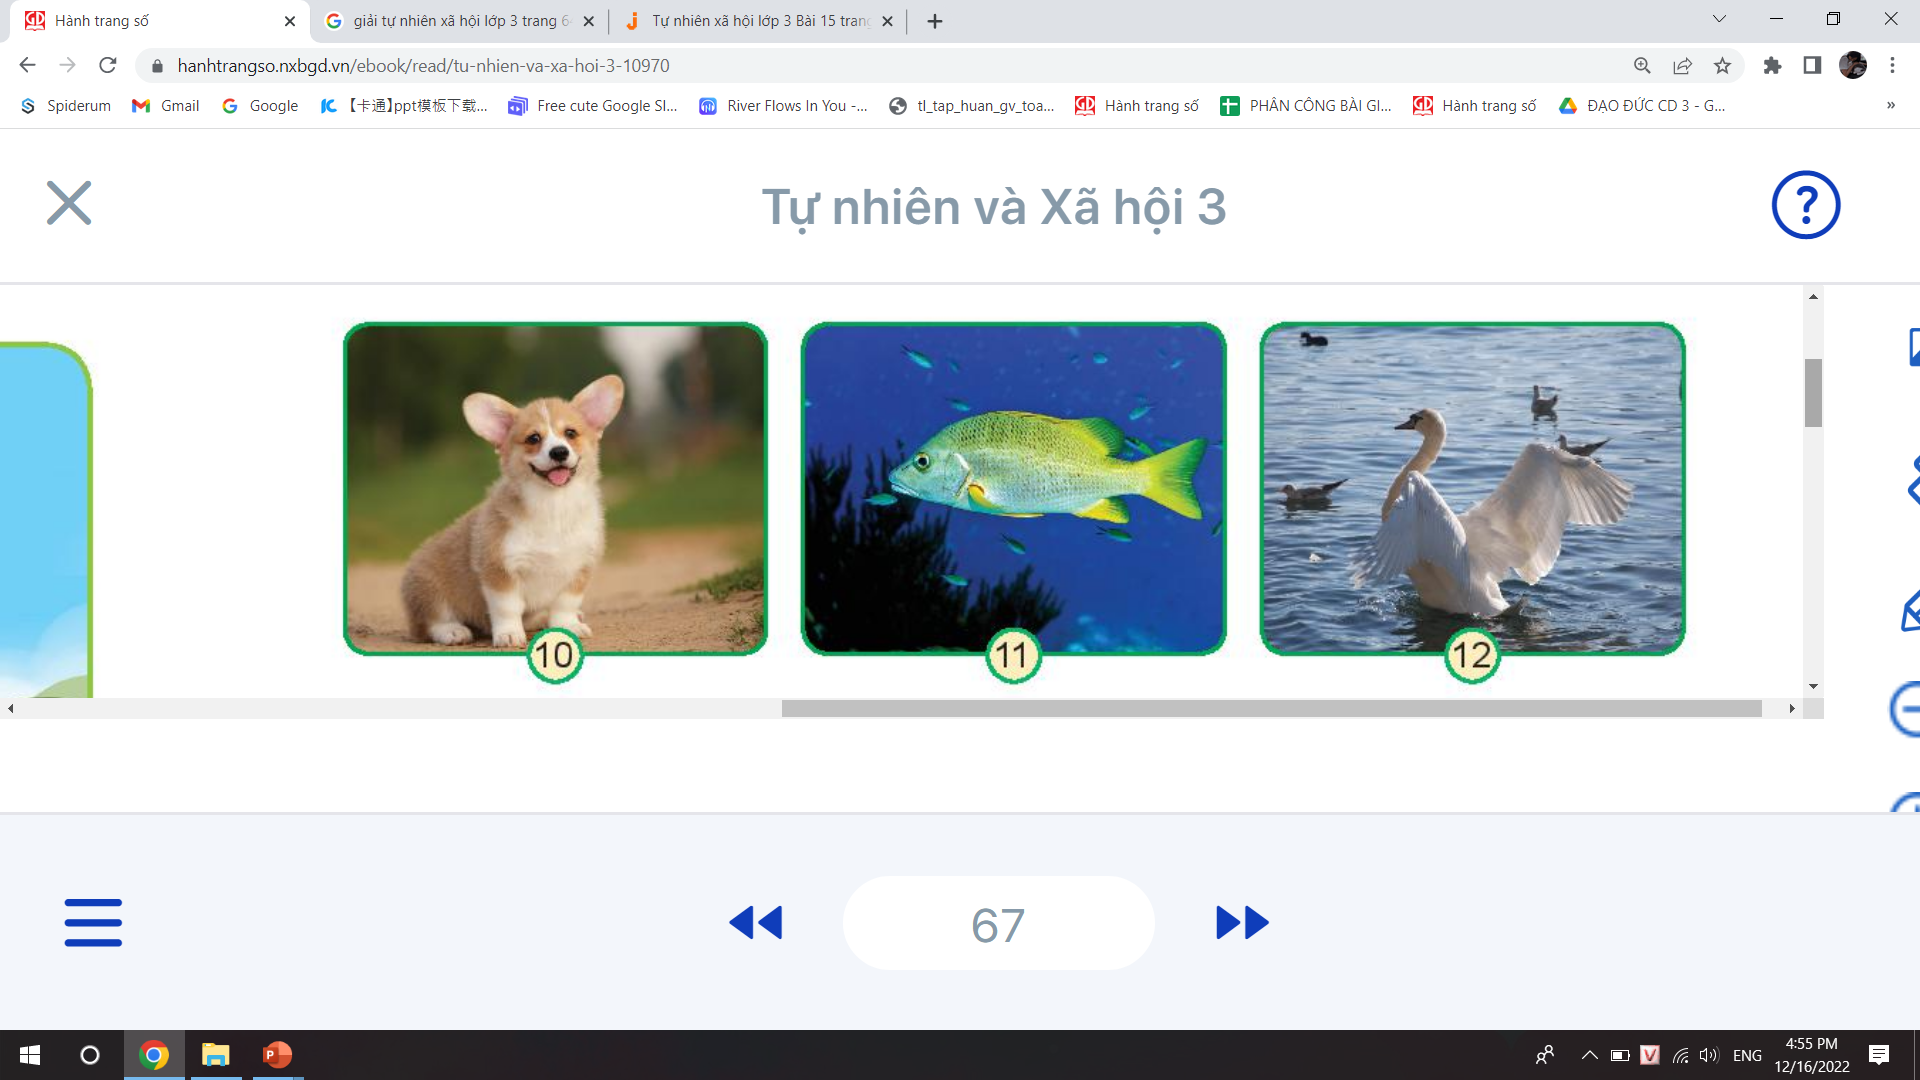 Hành trang số
giải tự nhiên xã hội lớp 3 trang 6
Tự nhiên xã hội lớp 3 Bài 15 trang
hanhtrangso.nxbgd.vn/ebook/read/tu-nhien-va-xa-hoi-3-10970
Spiderum Gmail Google 【卡通】ppt模板下载... Free cute Google Sl... River Flows In You -... tl_tap_huan_gv_toa... Hành trang số PHÂN CÔNG BÀI GI... Hành trang số ĐẠO ĐỨC CD 3 - G... »
Tự nhiên và Xã hội 3
?
10 11 12
67
ENG
4:55 PM
12/16/2022